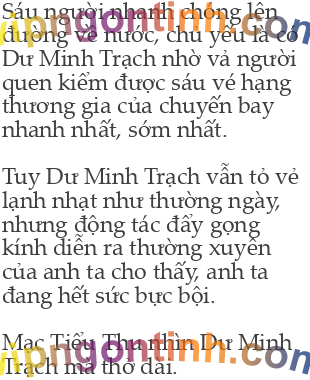 Sáu người nhanh chóng lên
đường về nước, chủ yếu là có
Dư Minh Trạch nhờ vả người
quen kiếm được sáu vé hạng
thương gia của chuyến bay
nhanh nhất, sớm nhất.
Tuy Dư Minh Trạch vẫn tỏ vẻ
lạnh nhạt như thường ngày,
nhưng động tác đẩy gọng
kính diễn ra thường xuyên
của anh ta cho thấy, anh ta
đang hết sức bực bội.
Mạc Tiểu Thu nhìn Dư Minh
Trạch mà thở dài.
vipngontinh.com
vipngontinh.com